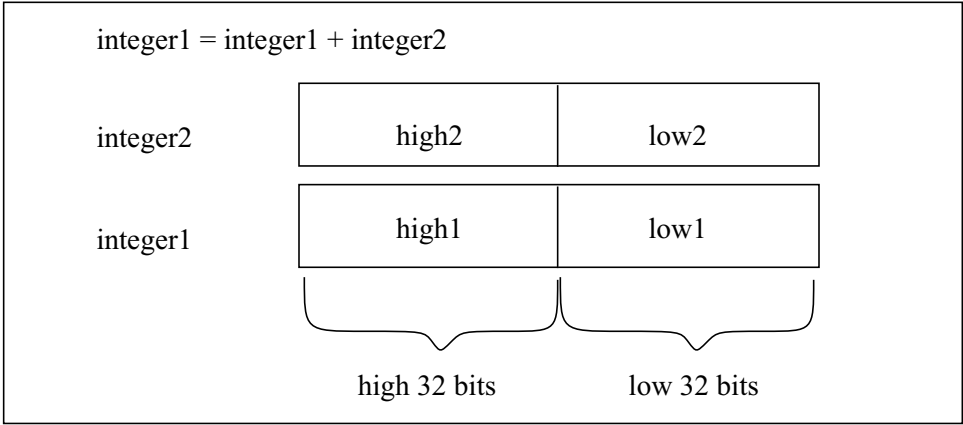 integer1 = integer1 + integer2
integer2
high2
low2
integer1
high1
low1
high 32 bits
low 32 bits